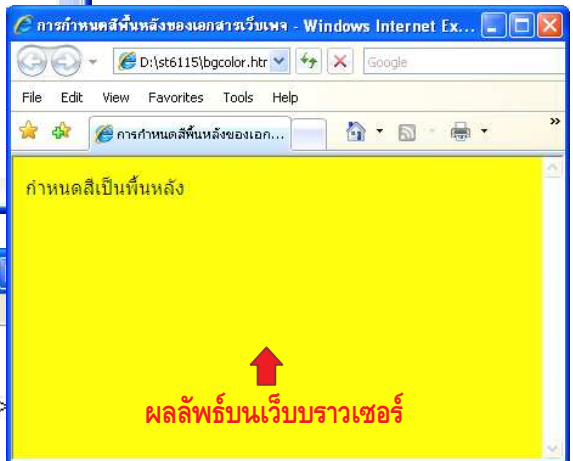 การกำหนดสีพื้นหลังของเอกสารเว็บเพจ - Windows Internet Ex...
D:\st6115\bgcolor.htr
Google
File Edit View Favorites Tools Help
การกำหนดสีพื้นหลังของเอก...
»
กำหนดสีเป็นพื้นหลัง
ผลลัพธ์บนเว็บบราวเซอร์
>